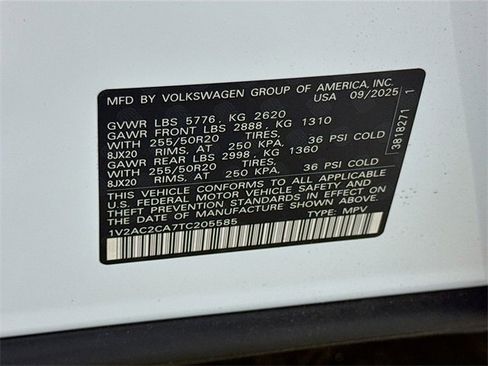 MFD BY VOLKSWAGEN GROUP OF AMERICA, INC.
USA 09/2025
GVWR LBS 5776, KG 2620
GAWR FRONT LBS 2888, KG 1310
WITH 255/50R20 TIRES,
8JX20 RIMS, AT 250 KPA, 36 PSI COLD
GAWR REAR LBS 2998, KG 1360
WITH 255/50R20 TIRES,
8JX20 RIMS, AT 250 KPA, 36 PSI COLD
THIS VEHICLE CONFORMS TO ALL APPLICABLE
U.S. FEDERAL MOTOR VEHICLE SAFETY AND
THEFT PREVENTION STANDARDS IN EFFECT ON
THE DATE OF MANUFACTURE SHOWN ABOVE.
1V2AC2CA7TC205585 TYPE: MPV
3818271 1